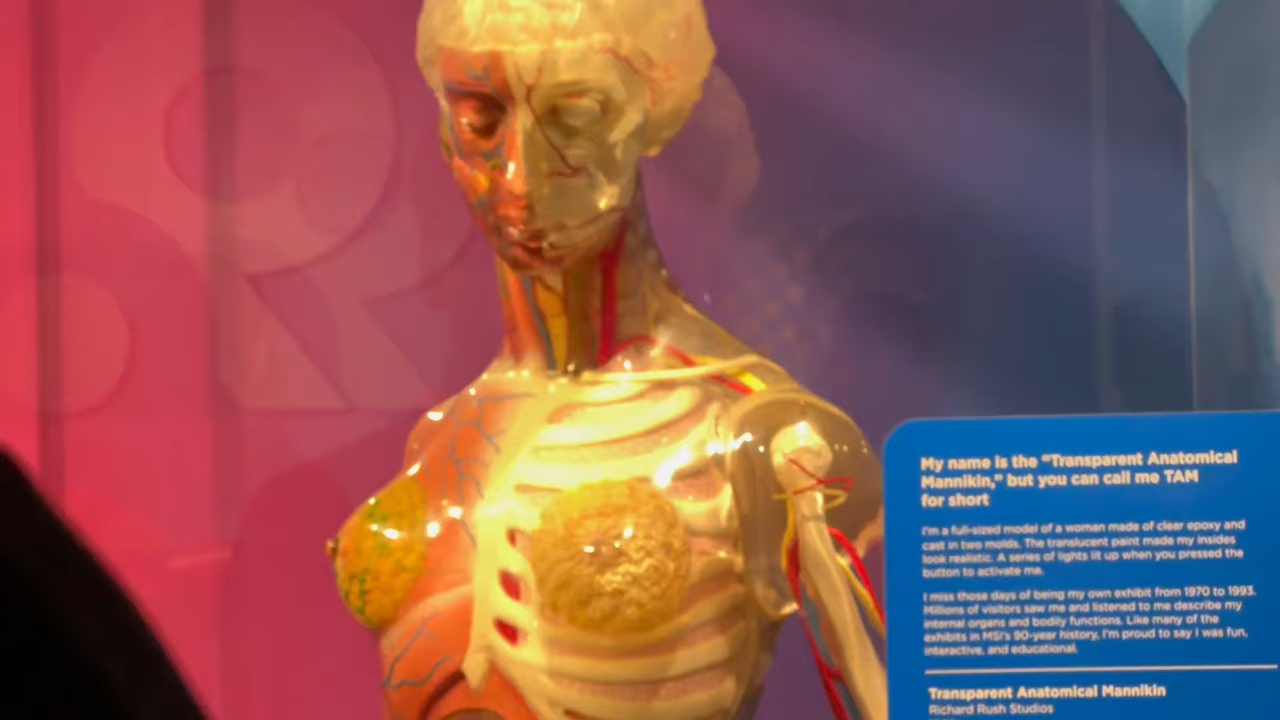 My name is the "Transparent Anatomical
Mannikin," but you can call me TAM
for short
I'm a full-sized model of a woman made of clear epoxy and
cast in two molds. The translucent paint made my insides
look realistic. A series of lights lit up when you pressed the
button to activate me.
I miss those days of being my own exhibit from 1970 to 1993.
Millions of visitors saw me and listened to me describe my
internal organs and bodily functions. Like many of the
exhibits in MSI's 90-year history, I'm proud to say I was fun,
interactive, and educational.
Transparent Anatomical Mannikin
Richard Rush Studios